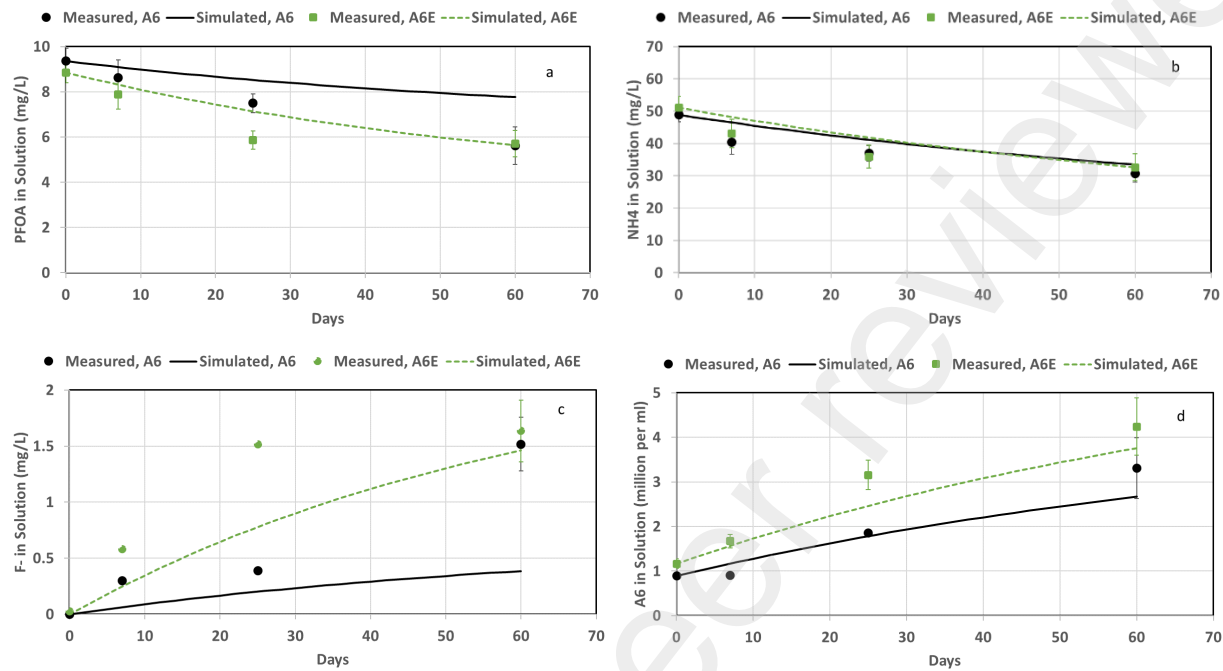 Measured, A6 Simulated, A6 Measured, A6E Simulated, A6E
10
8
6
4
2
0
0 10 20 30 40 50 60 70
PFOA in Solution (mg/L)
Days
a
Measured, A6 Simulated, A6 Measured, A6E Simulated, A6E
70
60
50
40
30
20
10
0
0 20 40 60 80
NH4 in Solution (mg/L)
Days
b
Measured, A6 Simulated, A6 Measured, A6E Simulated, A6E
2
1.5
1
0.5
0
0 10 20 30 40 50 60 70
F- in Solution (mg/L)
Days
c
Measured, A6 Simulated, A6 Measured, A6E Simulated, A6E
5
4
3
2
1
0
0 10 20 30 40 50 60 70
A6 in Solution (million per ml)
Days
d
eer review